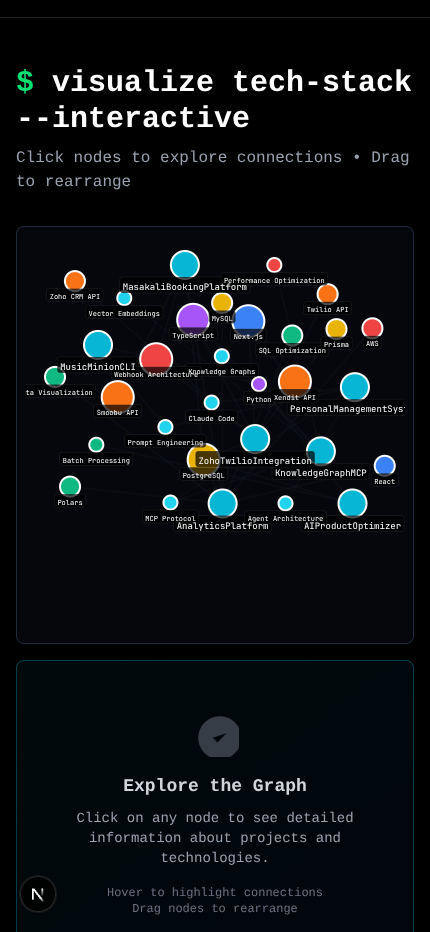 $ visualize tech-stack
--interactive
Click nodes to explore connections • Drag
to rearrange
MasakaliBookingPlatform
Performance Optimization
Zoho CRM API
Vector Embeddings
Twilio API
MySQL
TypeScript
Next.js
Prisma
AWS
SQL Optimization
MusicMinionCLI
Webhook Architecture
Knowledge Graphs
ta Visualization
Python
Xendit API
Smoobu API
PersonalManagementSys
Claude Code
Prompt Engineering
Batch Processing
ZohoTwilioIntegration
PostgreSQL
KnowledgeGraphMCP
React
Polars
MCP Protocol
Agent Architecture
AnalyticsPlatform
AIProductOptimizer
Explore the Graph
Click on any node to see detailed
information about projects and
technologies.
Hover to highlight connections
Drag nodes to rearrange
N